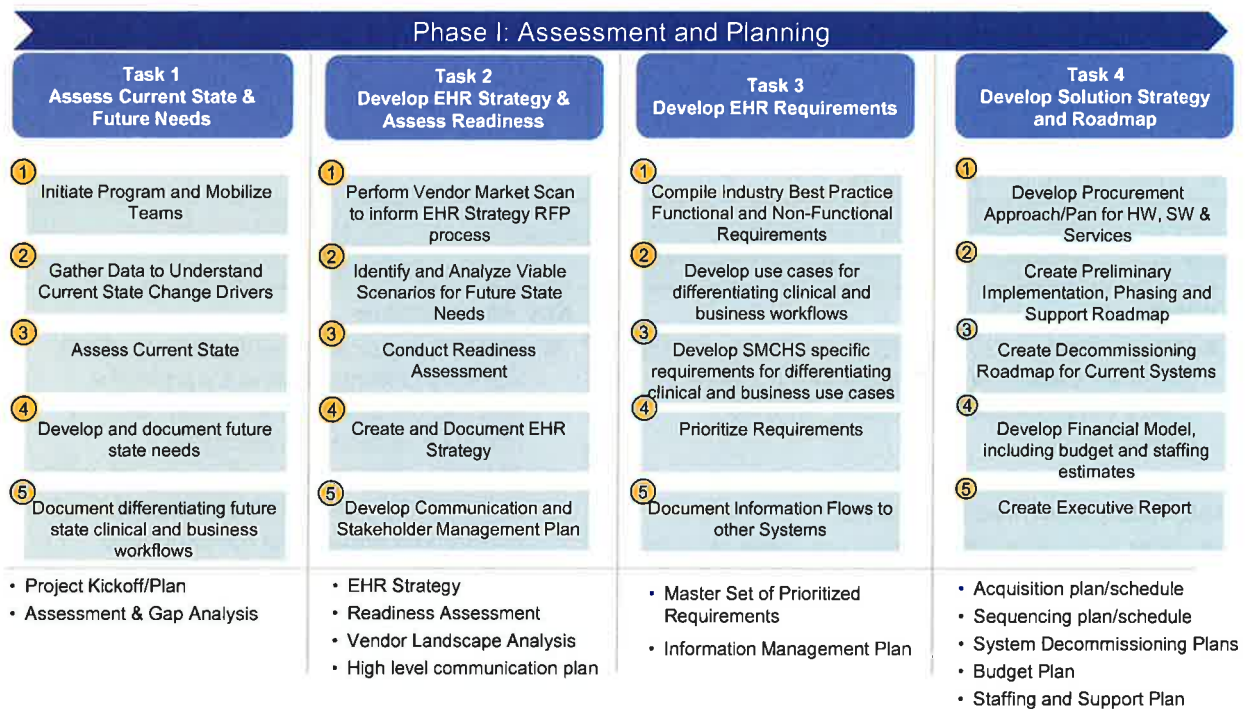 Phase I: Assessment and Planning
Task 1
Assess Current State &
Future Needs
1
Initiate Program and Mobilize
Teams
2
Gather Data to Understand
Current State Change Drivers
3
Assess Current State
4
Develop and document future
state needs
5
Document differentiating future
state clinical and business
workflows
• Project Kickoff/Plan
• Assessment & Gap Analysis
Task 2
Develop EHR Strategy &
Assess Readiness
1
Perform Vendor Market Scan
to inform EHR Strategy RFP
process
2
Identify and Analyze Viable
Scenarios for Future State
Needs
3
Conduct Readiness
Assessment
4
Create and Document EHR
Strategy
5
Develop Communication and
Stakeholder Management Plan
• EHR Strategy
• Readiness Assessment
• Vendor Landscape Analysis
• High level communication plan
Task 3
Develop EHR Requirements
1
Compile Industry Best Practice
Functional and Non-Functional
Requirements
2
Develop use cases for
differentiating clinical and
business workflows
3
Develop SMCHS specific
requirements for differentiating
clinical and business use cases
4
Prioritize Requirements
5
Document Information Flows to
other Systems
• Master Set of Prioritized
Requirements
• Information Management Plan
Task 4
Develop Solution Strategy
and Roadmap
1
Develop Procurement
Approach/Pan for HW, SW &
Services
2
Create Preliminary
Implementation, Phasing and
Support Roadmap
3
Create Decommissioning
Roadmap for Current Systems
4
Develop Financial Model,
including budget and staffing
estimates
5
Create Executive Report
• Acquisition plan/schedule
• Sequencing plan/schedule
• System Decommissioning Plans
• Budget Plan
• Staffing and Support Plan